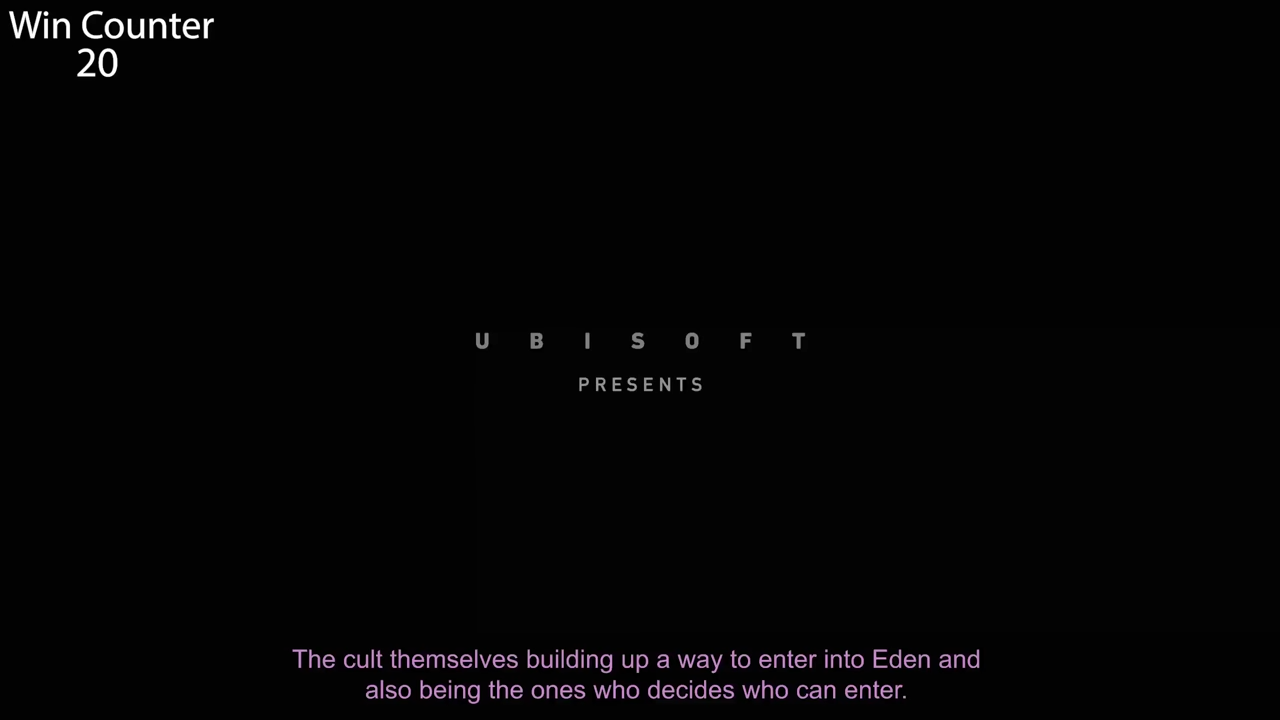 Win Counter
20
UBISOFT
PRESENTS
The cult themselves building up a way to enter into Eden and
also being the ones who decides who can enter.